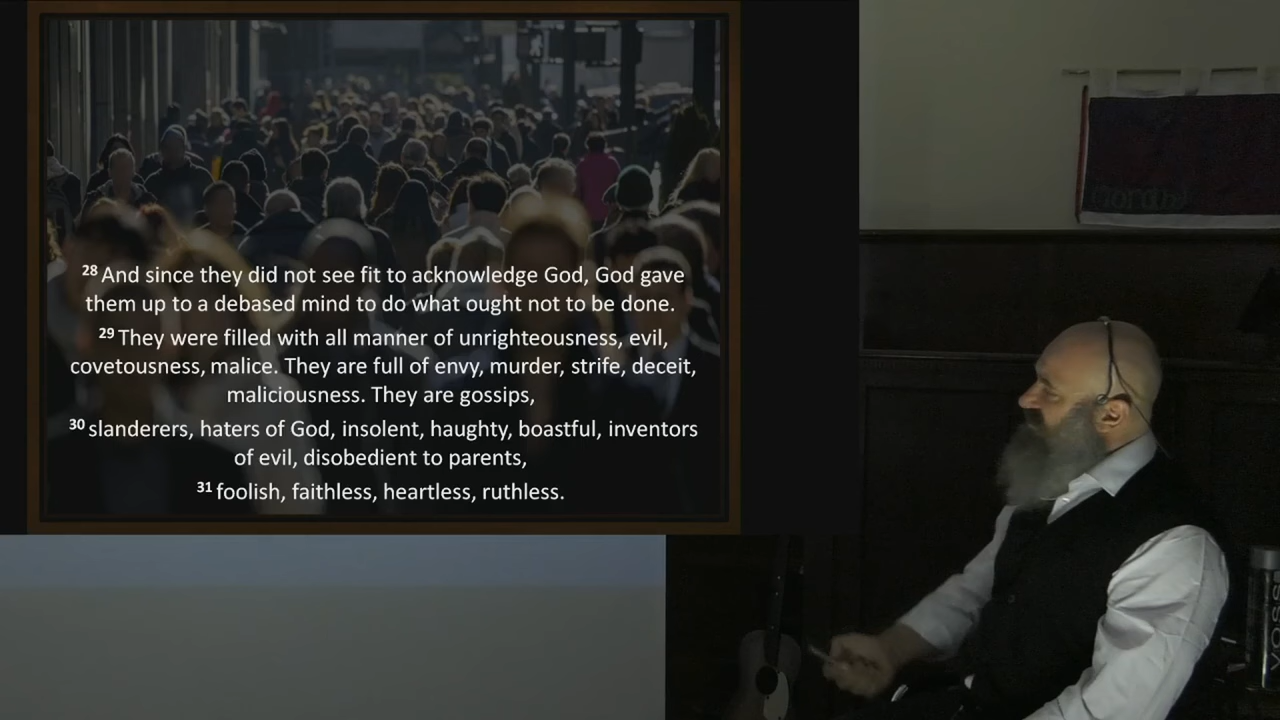 28 And since they did not see fit to acknowledge God, God gave
them up to a debased mind to do what ought not to be done.
29 They were filled with all manner of unrighteousness, evil,
covetousness, malice. They are full of envy, murder, strife, deceit,
maliciousness. They are gossips,
30 slanderers, haters of God, insolent, haughty, boastful, inventors
of evil, disobedient to parents,
31 foolish, faithless, heartless, ruthless.
VOSS